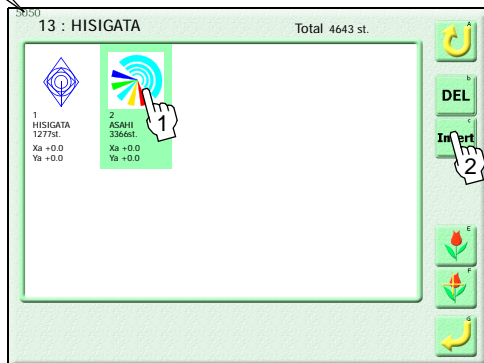 5050
13 : HISIGATA
Total 4643 st.
A
b
DEL
c
Insert
1
HISIGATA
1277st.
Xa +0.0
Ya +0.0
2
ASAHI
3366st.
Xa +0.0
Ya +0.0
1
2
E
F
G